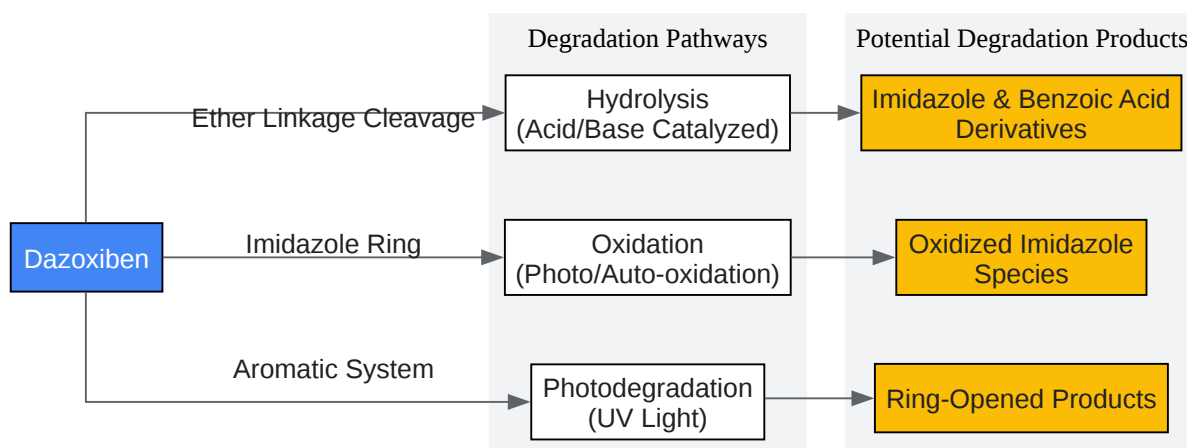 Degradation Pathways
Potential Degradation Products
Ether Linkage Cleavage
Hydrolysis
(Acid/Base Catalyzed)
Imidazole & Benzoic Acid
Derivatives
Dazoxiben
Imidazole Ring
Oxidation
(Photo/Auto-oxidation)
Oxidized Imidazole
Species
Aromatic System
Photodegradation
(UV Light)
Ring-Opened Products